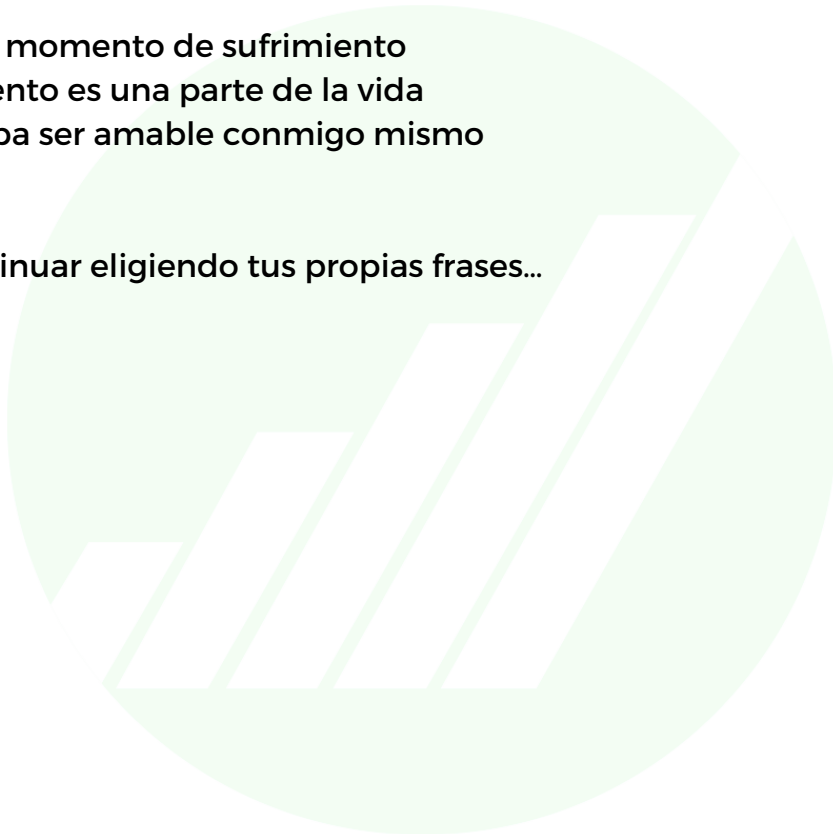 momento de sufrimiento
ento es una parte de la vida
pa ser amable conmigo mismo
inuar eligiendo tus propias frases...